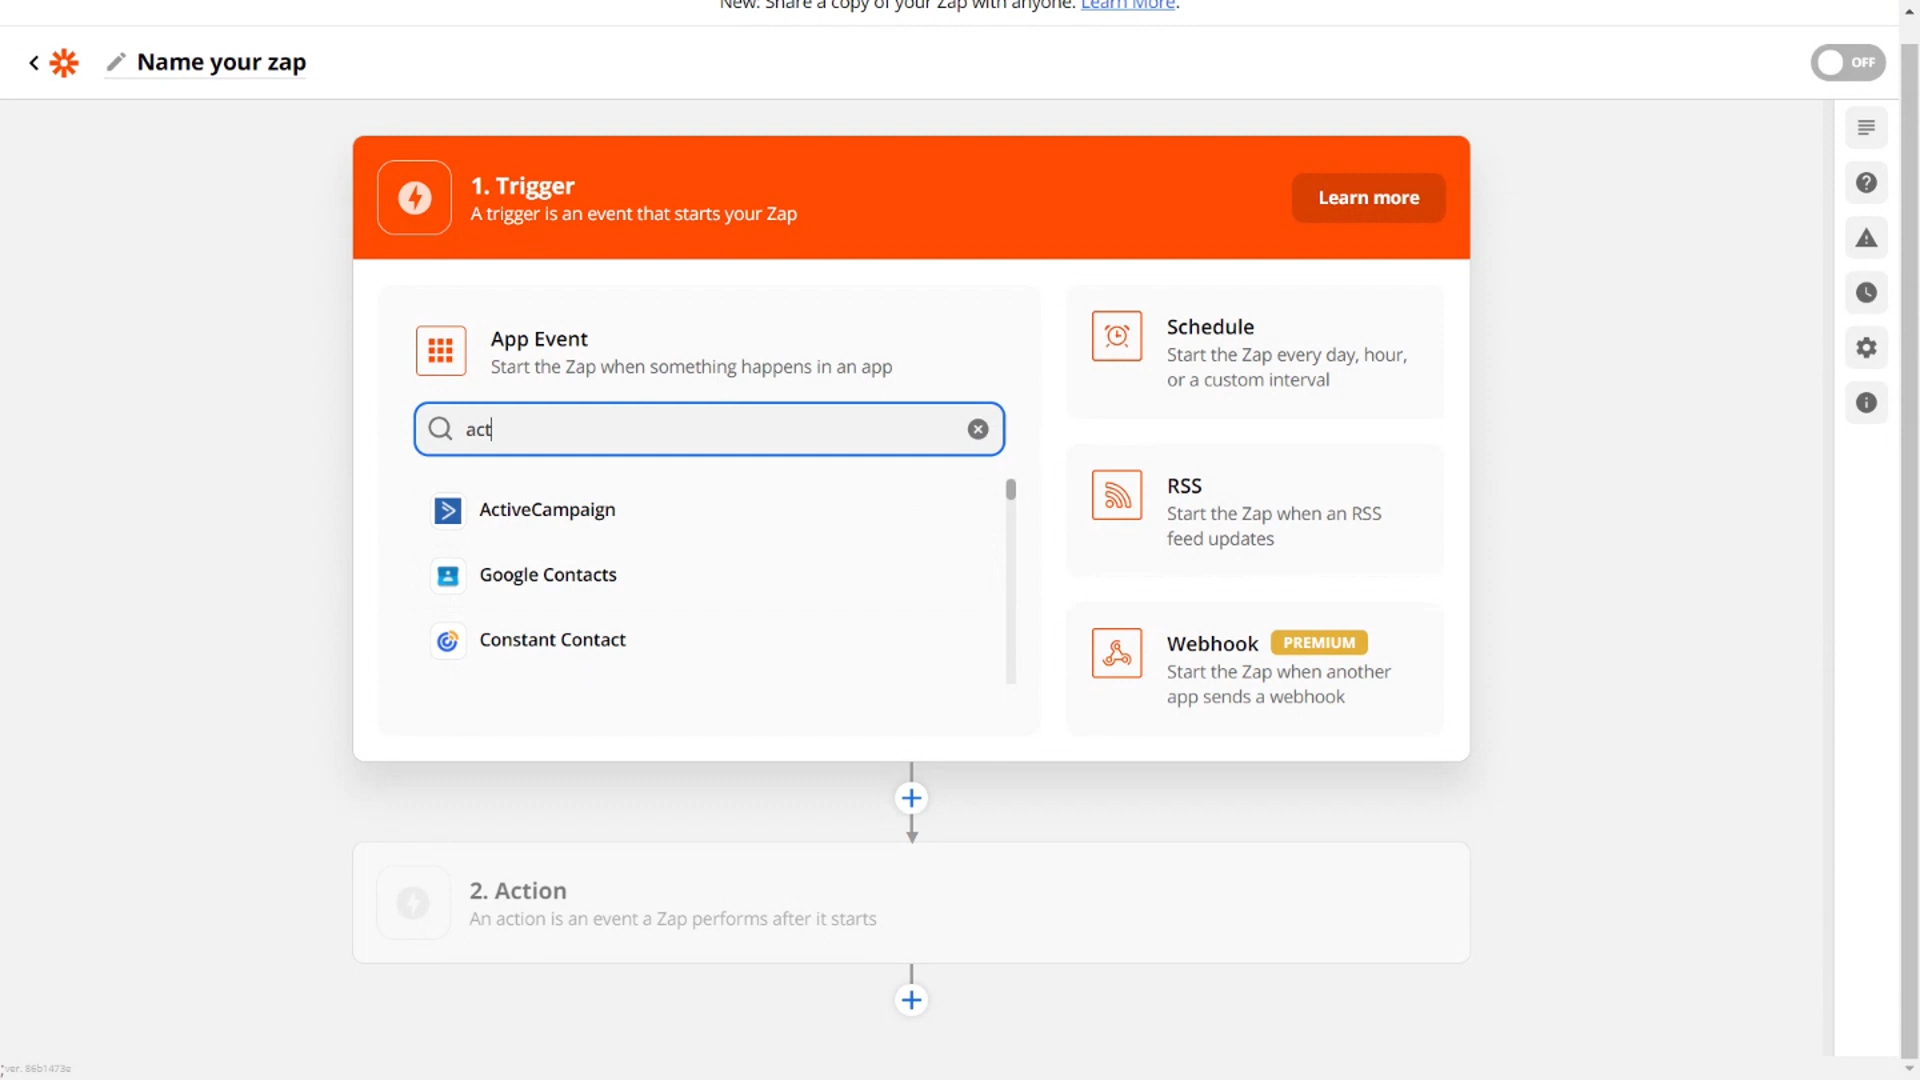 New: Share a copy of your Zap with anyone. Learn More.
Name your zap
OFF
1. Trigger
A trigger is an event that starts your Zap
Learn more
App Event
Start the Zap when something happens in an app
act
ActiveCampaign
Google Contacts
Constant Contact
Schedule
Start the Zap every day, hour,
or a custom interval
RSS
Start the Zap when an RSS
feed updates
Webhook PREMIUM
Start the Zap when another
app sends a webhook
2. Action
An action is an event a Zap performs after it starts
ver. 86b1473e